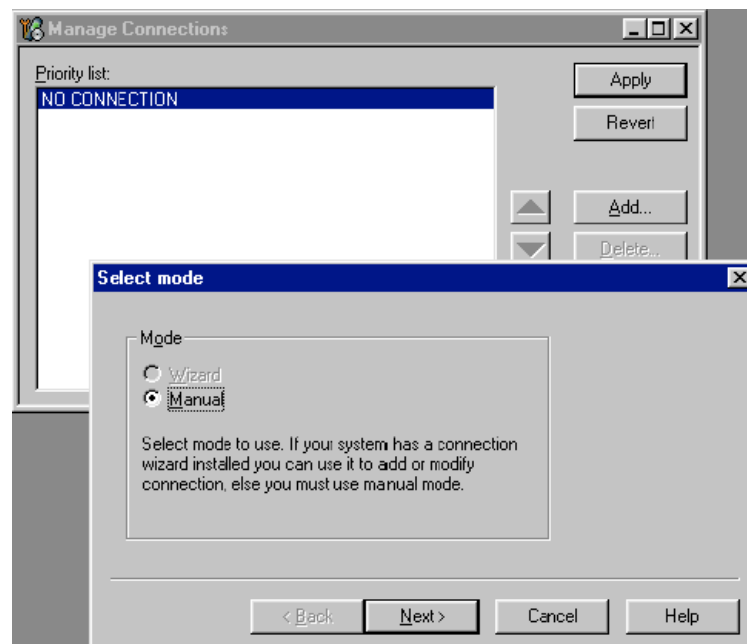 Manage Connections
Priority list:
NO CONNECTION
Apply
Revert
Add...
Delete...
Select mode
Mode
Wizard
Manual
Select mode to use. If your system has a connection
wizard installed you can use it to add or modify
connection, else you must use manual mode.
< Back
Next >
Cancel
Help